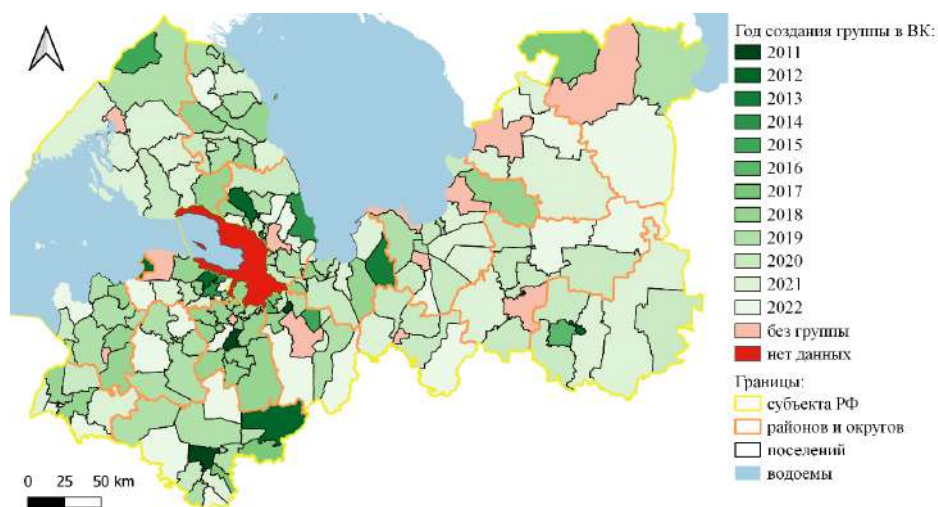 Год создания группы в ВК:
2011
2012
2013
2014
2015
2016
2017
2018
2019
2020
2021
2022
без группы
нет данных
Границы:
субъекта РФ
районов и округов
поселений
водоемы
0 25 50 km